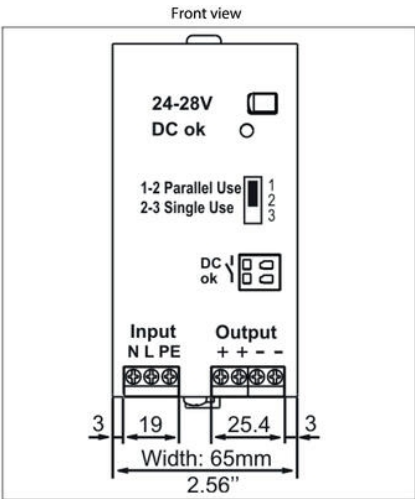 Front view
24-28V
DC ok
1-2 Parallel Use
2-3 Single Use
1
2
3
DC
ok
Input Output
N L PE + + - -
3 19 25.4 3
Width: 65mm
2.56''